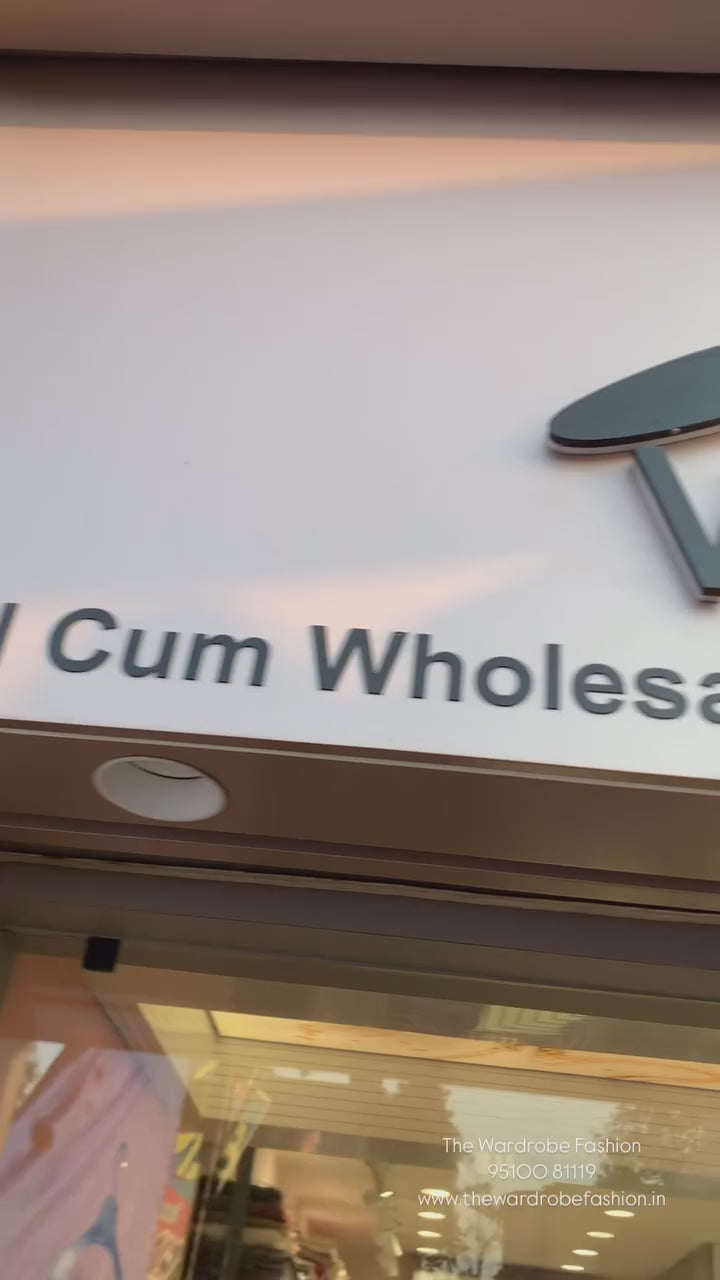 W
l Cum Wholesa
The Wardrobe Fashion
95100 81119
www.thewardrobefashion.in